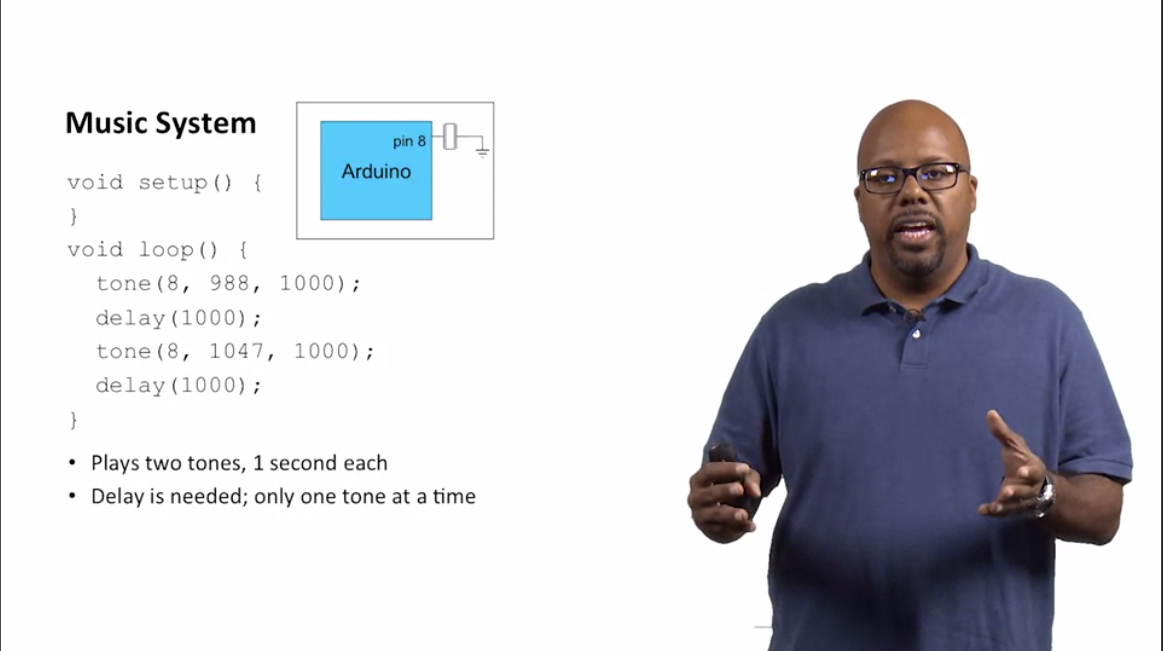 Music System
pin 8
Arduino
void setup() {
}
void loop() {
tone(8, 988, 1000);
delay(1000);
tone(8, 1047, 1000);
delay(1000);
}
• Plays two tones, 1 second each
• Delay is needed; only one tone at a time